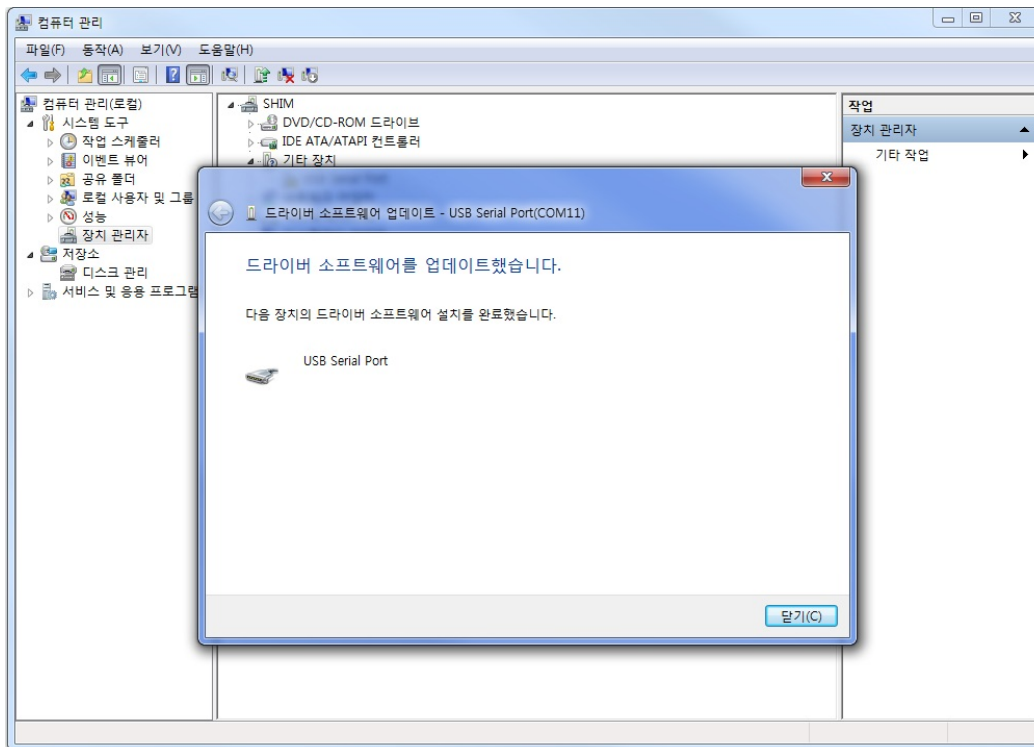 컴퓨터 관리
파일(F) 동작(A) 보기(V) 도움말(H)
컴퓨터 관리(로컬)
시스템 도구
작업 스케줄러
이벤트 뷰어
공유 폴더
로컬 사용자 및 그룹
성능
장치 관리자
저장소
디스크 관리
서비스 및 응용 프로그램
SHIM
DVD/CD-ROM 드라이브
IDE ATA/ATAPI 컨트롤러
기타 장치
작업
장치 관리자
기타 작업
드라이버 소프트웨어 업데이트 - USB Serial Port(COM11)
드라이버 소프트웨어를 업데이트했습니다.
다음 장치의 드라이버 소프트웨어 설치를 완료했습니다.
USB Serial Port
닫기(C)